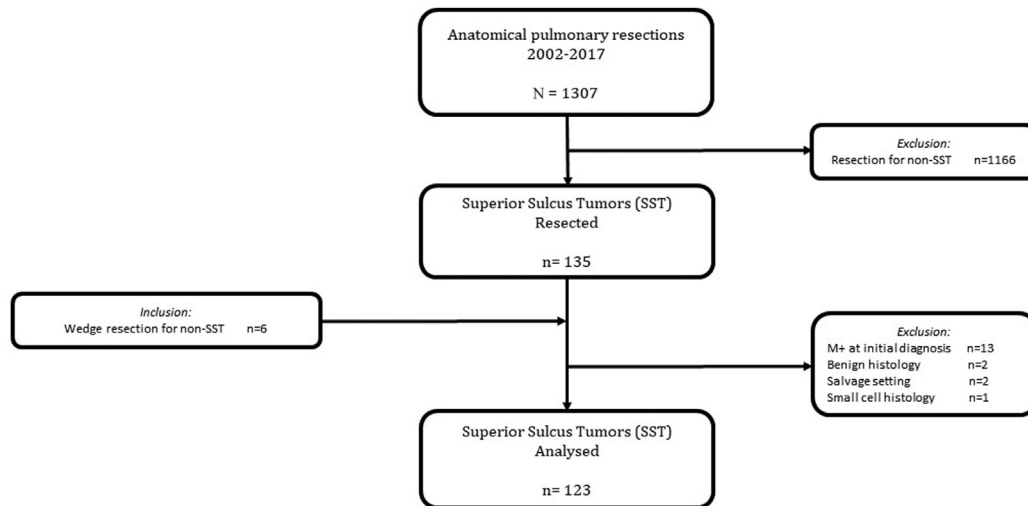 Anatomical pulmonary resections
2002-2017
N = 1307
Exclusion:
Resection for non-SST n=1166
Superior Sulcus Tumors (SST)
Resected
n= 135
Inclusion:
Wedge resection for non-SST n=6
Exclusion:
M+ at initial diagnosis n=13
Benign histology n=2
Salvage setting n=2
Small cell histology n=1
Superior Sulcus Tumors (SST)
Analysed
n= 123